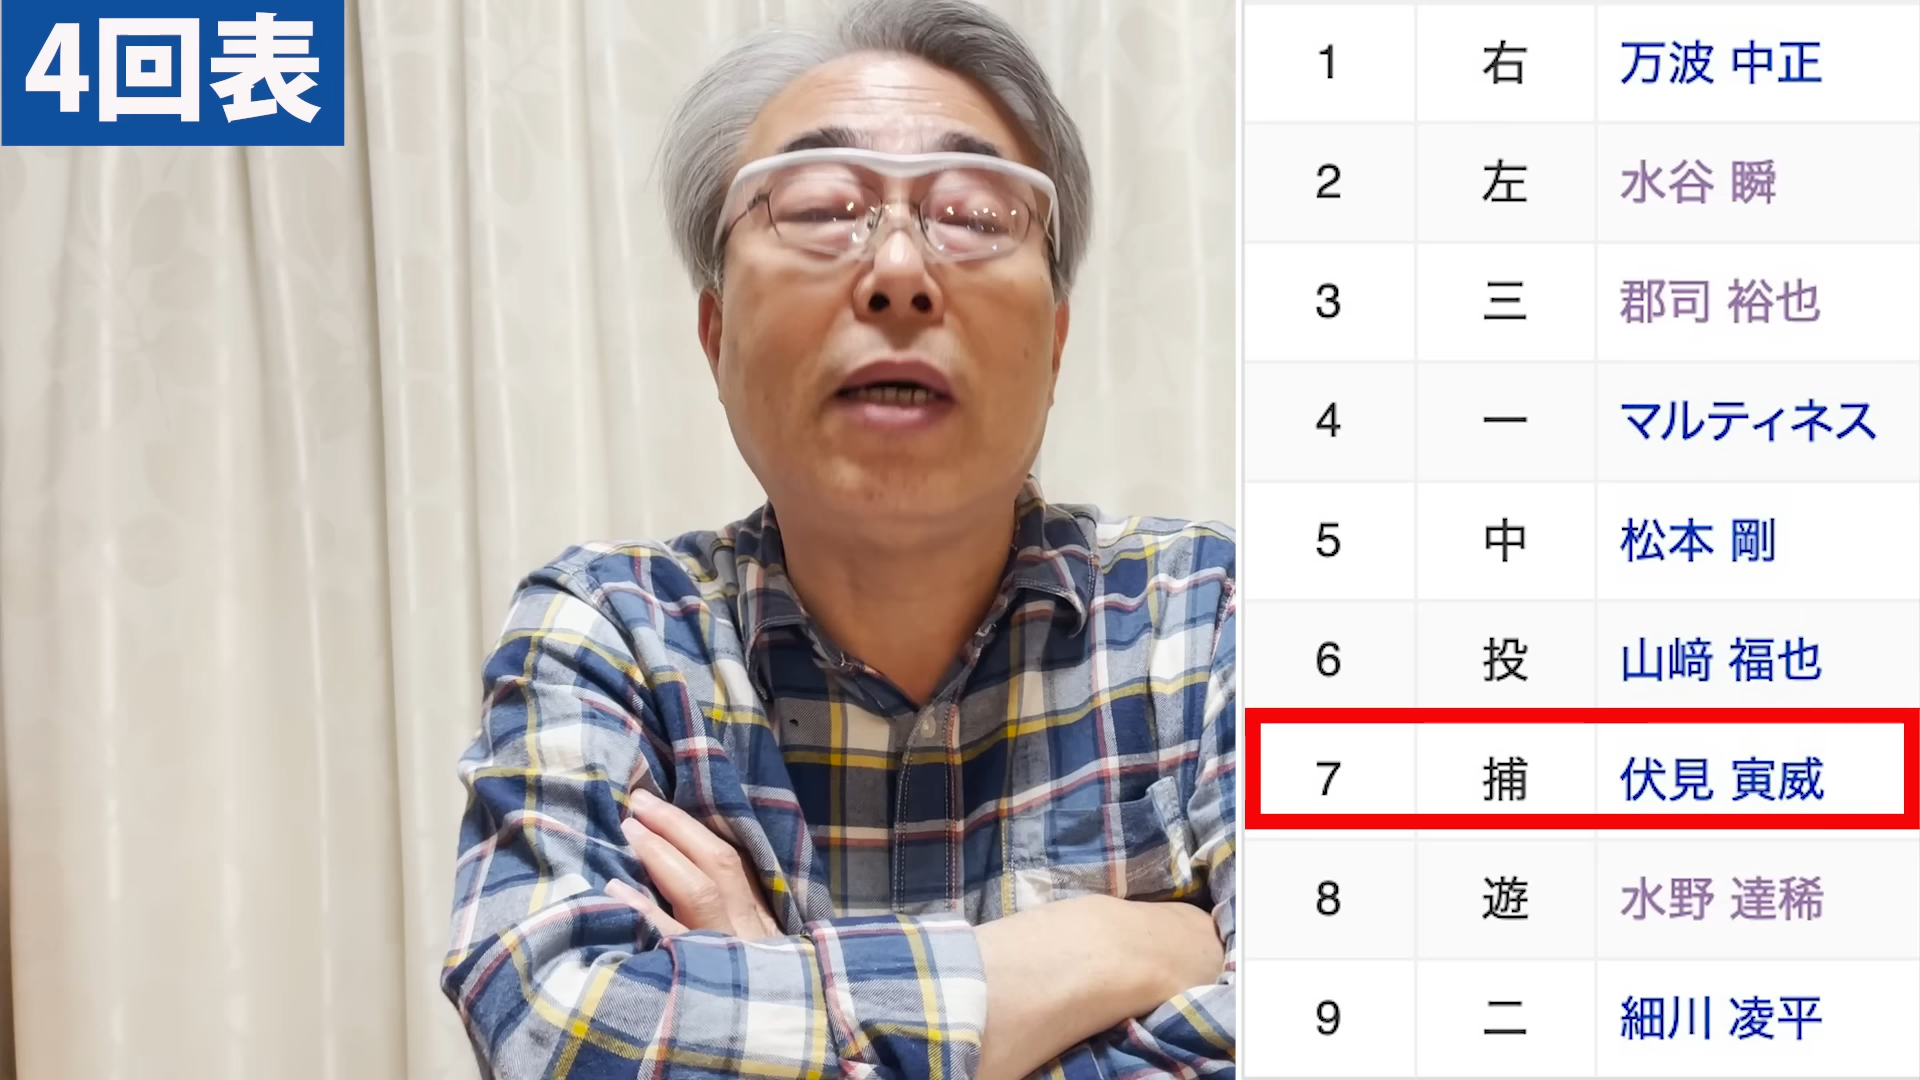 4回表
1 右 万波 中正
2 左 水谷 瞬
3 三 郡司 裕也
4 一 マルティネス
5 中 松本 剛
6 投 山﨑 福也
7 捕 伏見 寅威
8 遊 水野 達稀
9 二 細川 凌平